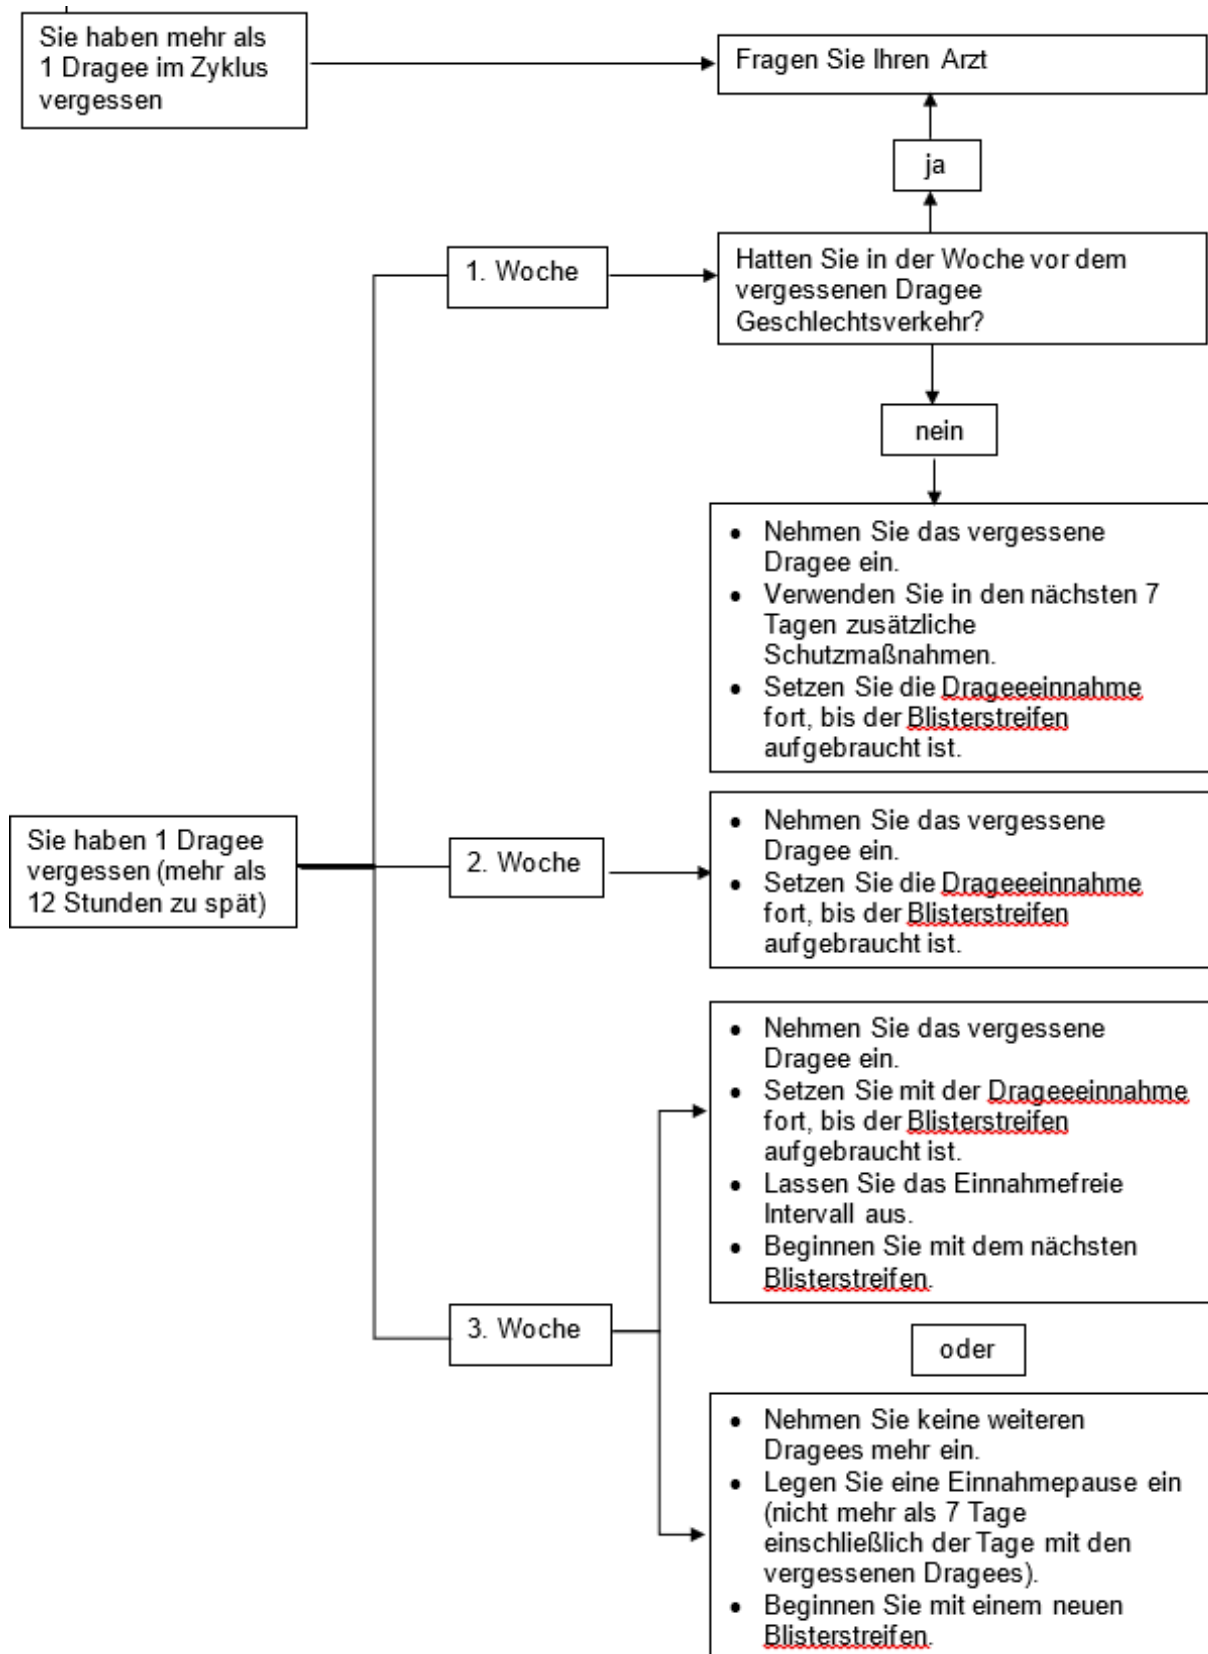 Sie haben mehr als
1 Dragee im Zyklus
vergessen
Fragen Sie Ihren Arzt
ja
1. Woche
Hatten Sie in der Woche vor dem
vergessenen Dragee
Geschlechtsverkehr?
nein
• Nehmen Sie das vergessene
Dragee ein.
• Verwenden Sie in den nächsten 7
Tagen zusätzliche
Schutzmaßnahmen.
• Setzen Sie die Drageeeinnahme
fort, bis der Blisterstreifen
aufgebraucht ist.
Sie haben 1 Dragee
vergessen (mehr als
12 Stunden zu spät)
2. Woche
• Nehmen Sie das vergessene
Dragee ein.
• Setzen Sie die Drageeeinnahme
fort, bis der Blisterstreifen
aufgebraucht ist.
3. Woche
• Nehmen Sie das vergessene
Dragee ein.
• Setzen Sie mit der Drageeeinnahme
fort, bis der Blisterstreifen
aufgebraucht ist.
• Lassen Sie das Einnahmefreie
Intervall aus.
• Beginnen Sie mit dem nächsten
Blisterstreifen.
oder
• Nehmen Sie keine weiteren
Dragees mehr ein.
• Legen Sie eine Einnahmepause ein
(nicht mehr als 7 Tage
einschließlich der Tage mit den
vergessenen Dragees).
• Beginnen Sie mit einem neuen
Blisterstreifen.